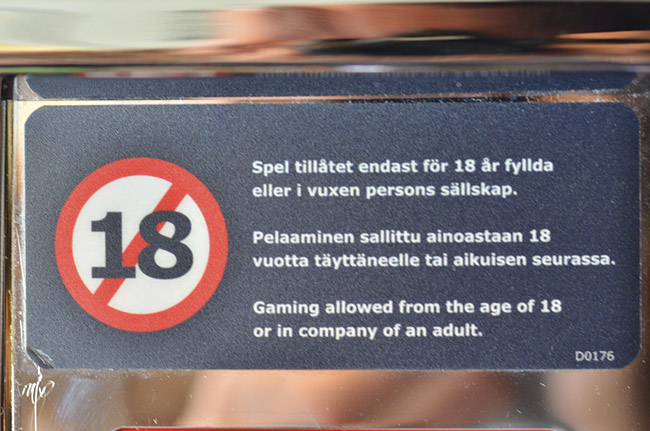 18
Spel tillåtet endast för 18 år fyllda
eller i vuxen persons sällskap.
Pelaaminen sallittu ainoastaan 18
vuotta täyttäneelle tai aikuisen seurassa.
Gaming allowed from the age of 18
or in company of an adult.
D0176